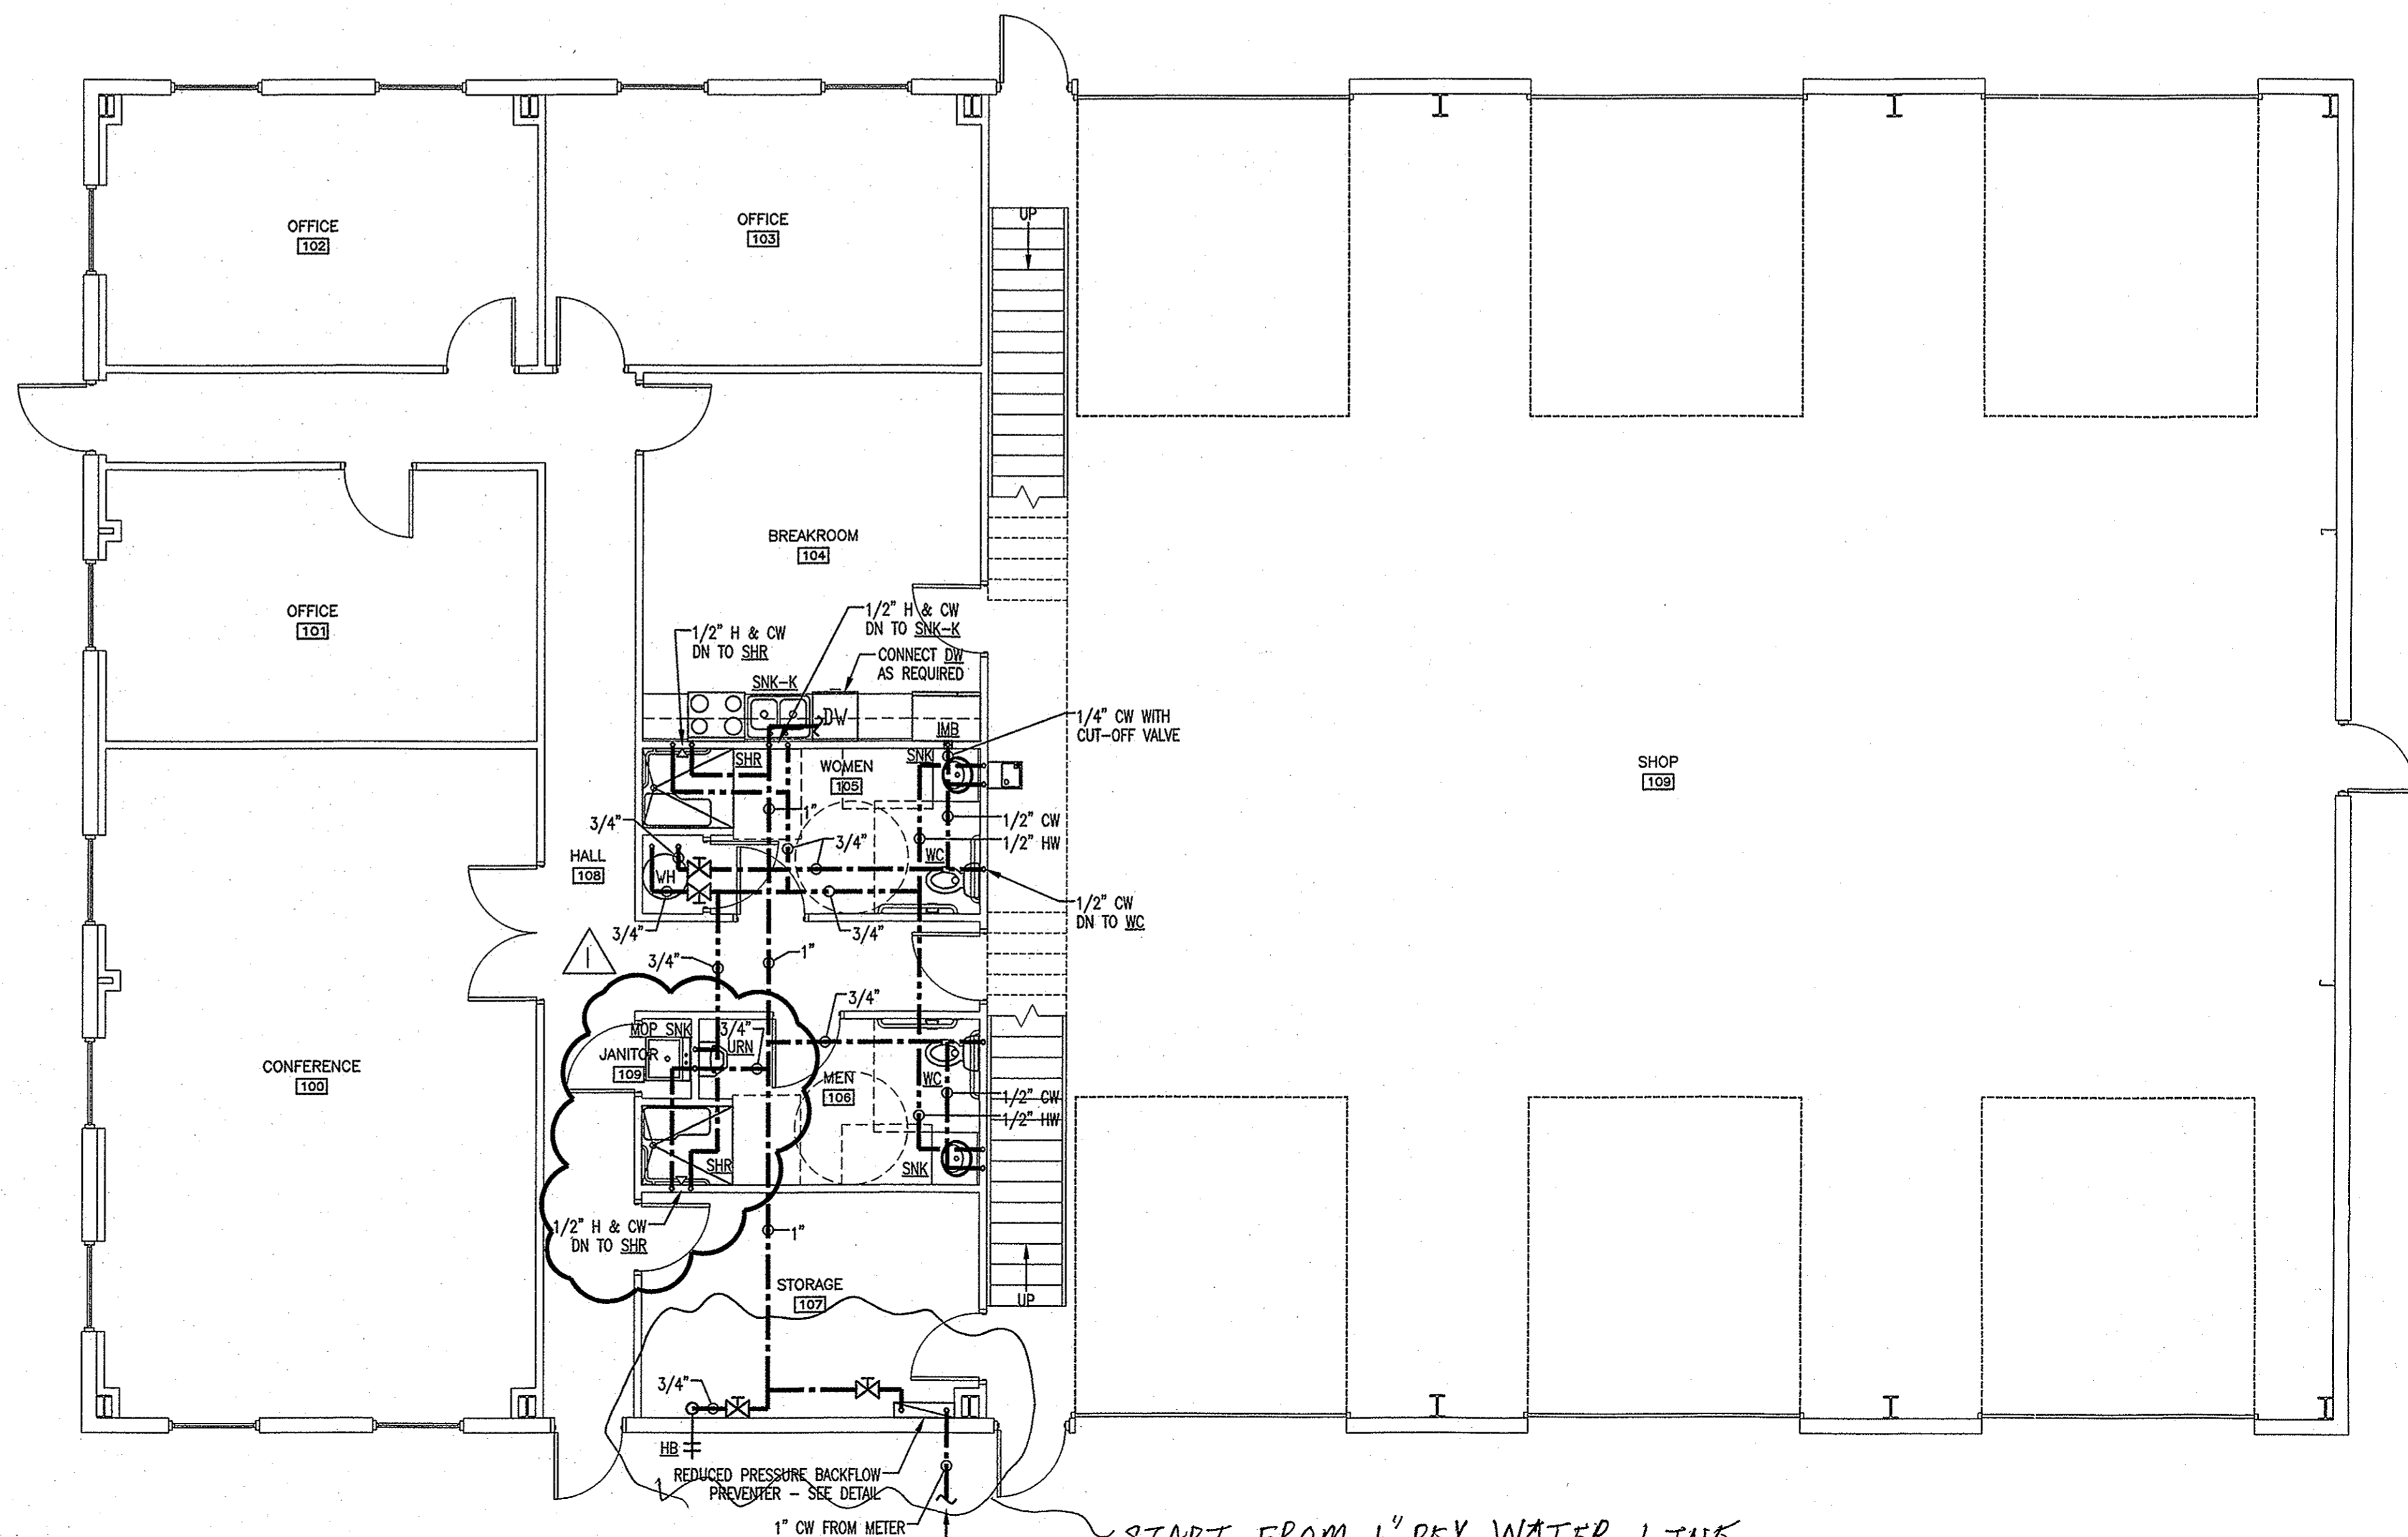 OFFICE
102
OFFICE
103
UP
BREAKROOM
104
OFFICE
101
1/2" H & CW
DN TO SNK-K
1/2" H & CW
DN TO SHR
CONNECT DW
AS REQUIRED
SNK-K
DW
IMB
1/4" CW WITH
CUT-OFF VALVE
SHR
WOMEN
105
SNK
SHOP
109
1"
1/2" CW
3/4"
1/2" HW
3/4"
WC
HALL
108
WH
1/2" CW
DN TO WC
3/4"
3/4"
1
3/4"
1"
3/4"
MOP SNK
3/4"
URN
JANITOR
109
CONFERENCE
100
MEN
106
WC
1/2" CW
1/2" HW
SHR
SNK
1/2" H & CW
DN TO SHR
1"
STORAGE
107
UP
3/4"
HB
REDUCED PRESSURE BACKFLOW
PREVENTER - SEE DETAIL
1" CW FROM METER
START FROM 1" PEX WATER LINE